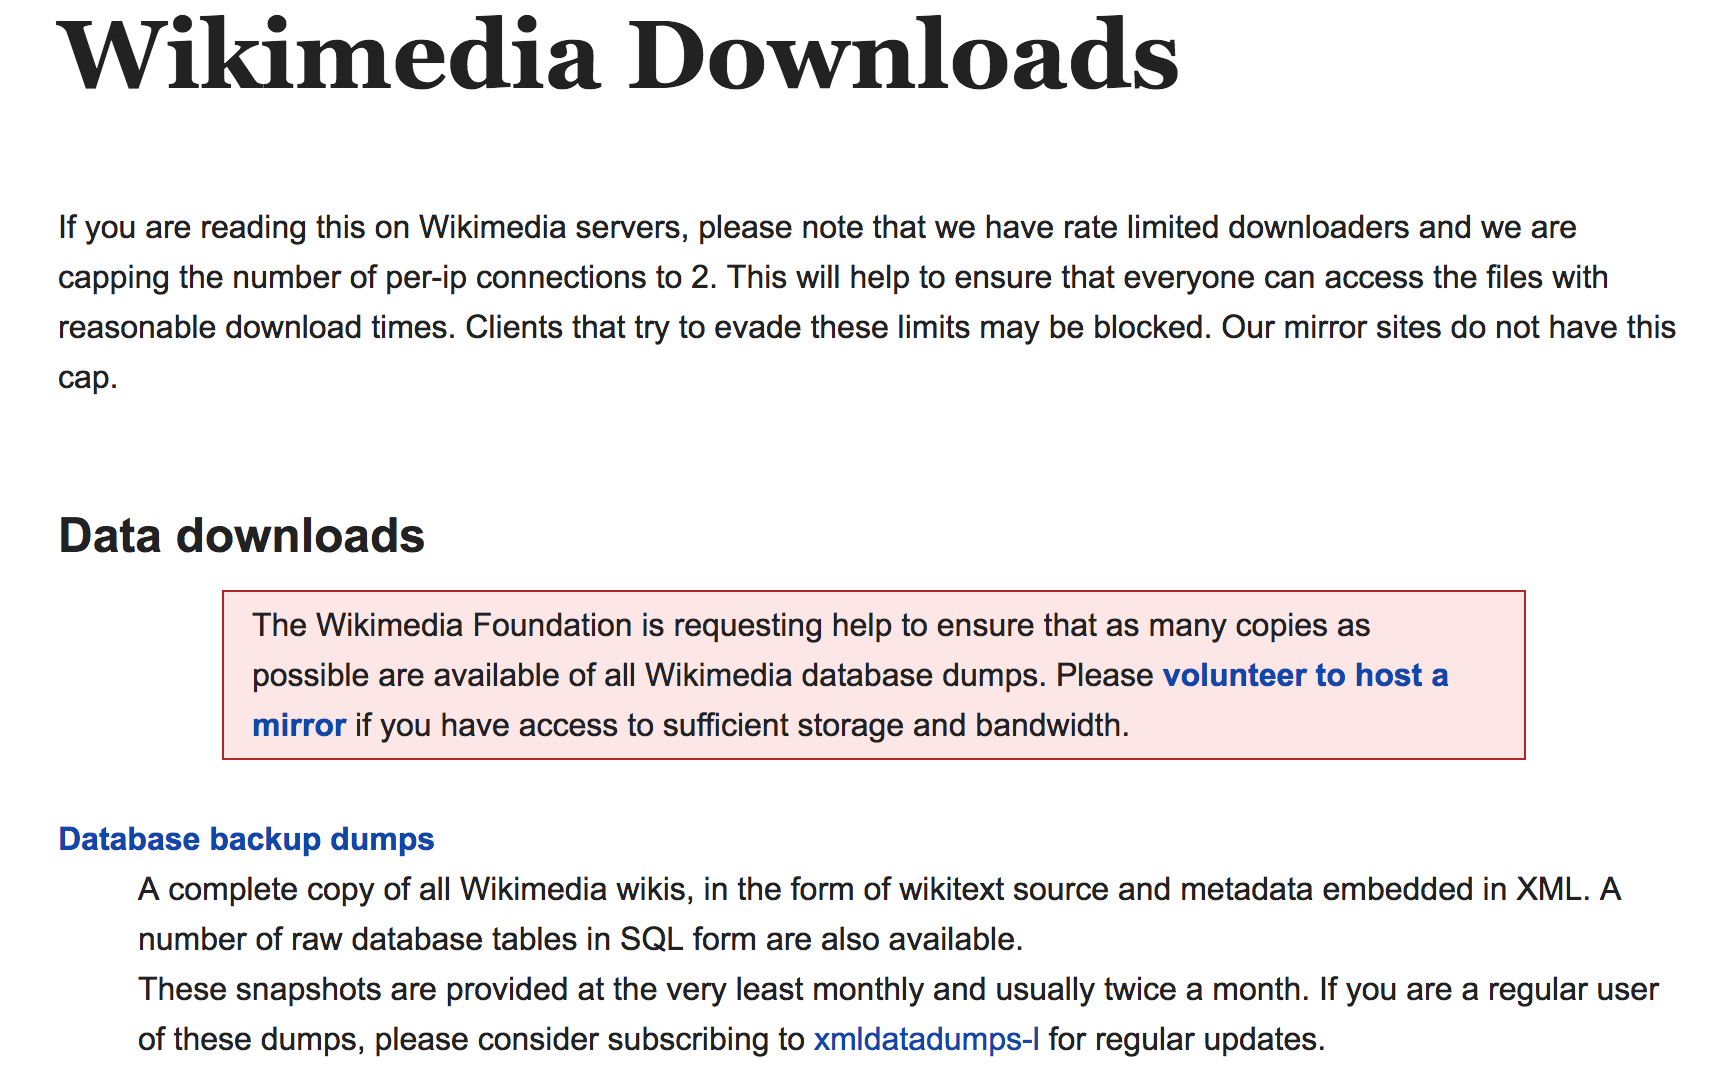 Wikimedia Downloads
If you are reading this on Wikimedia servers, please note that we have rate limited downloaders and we are
capping the number of per-ip connections to 2. This will help to ensure that everyone can access the files with
reasonable download times. Clients that try to evade these limits may be blocked. Our mirror sites do not have this
cap.
Data downloads
The Wikimedia Foundation is requesting help to ensure that as many copies as
possible are available of all Wikimedia database dumps. Please volunteer to host a
mirror if you have access to sufficient storage and bandwidth.
Database backup dumps
A complete copy of all Wikimedia wikis, in the form of wikitext source and metadata embedded in XML. A
number of raw database tables in SQL form are also available.
These snapshots are provided at the very least monthly and usually twice a month. If you are a regular user
of these dumps, please consider subscribing to xmldatadumps-l for regular updates.